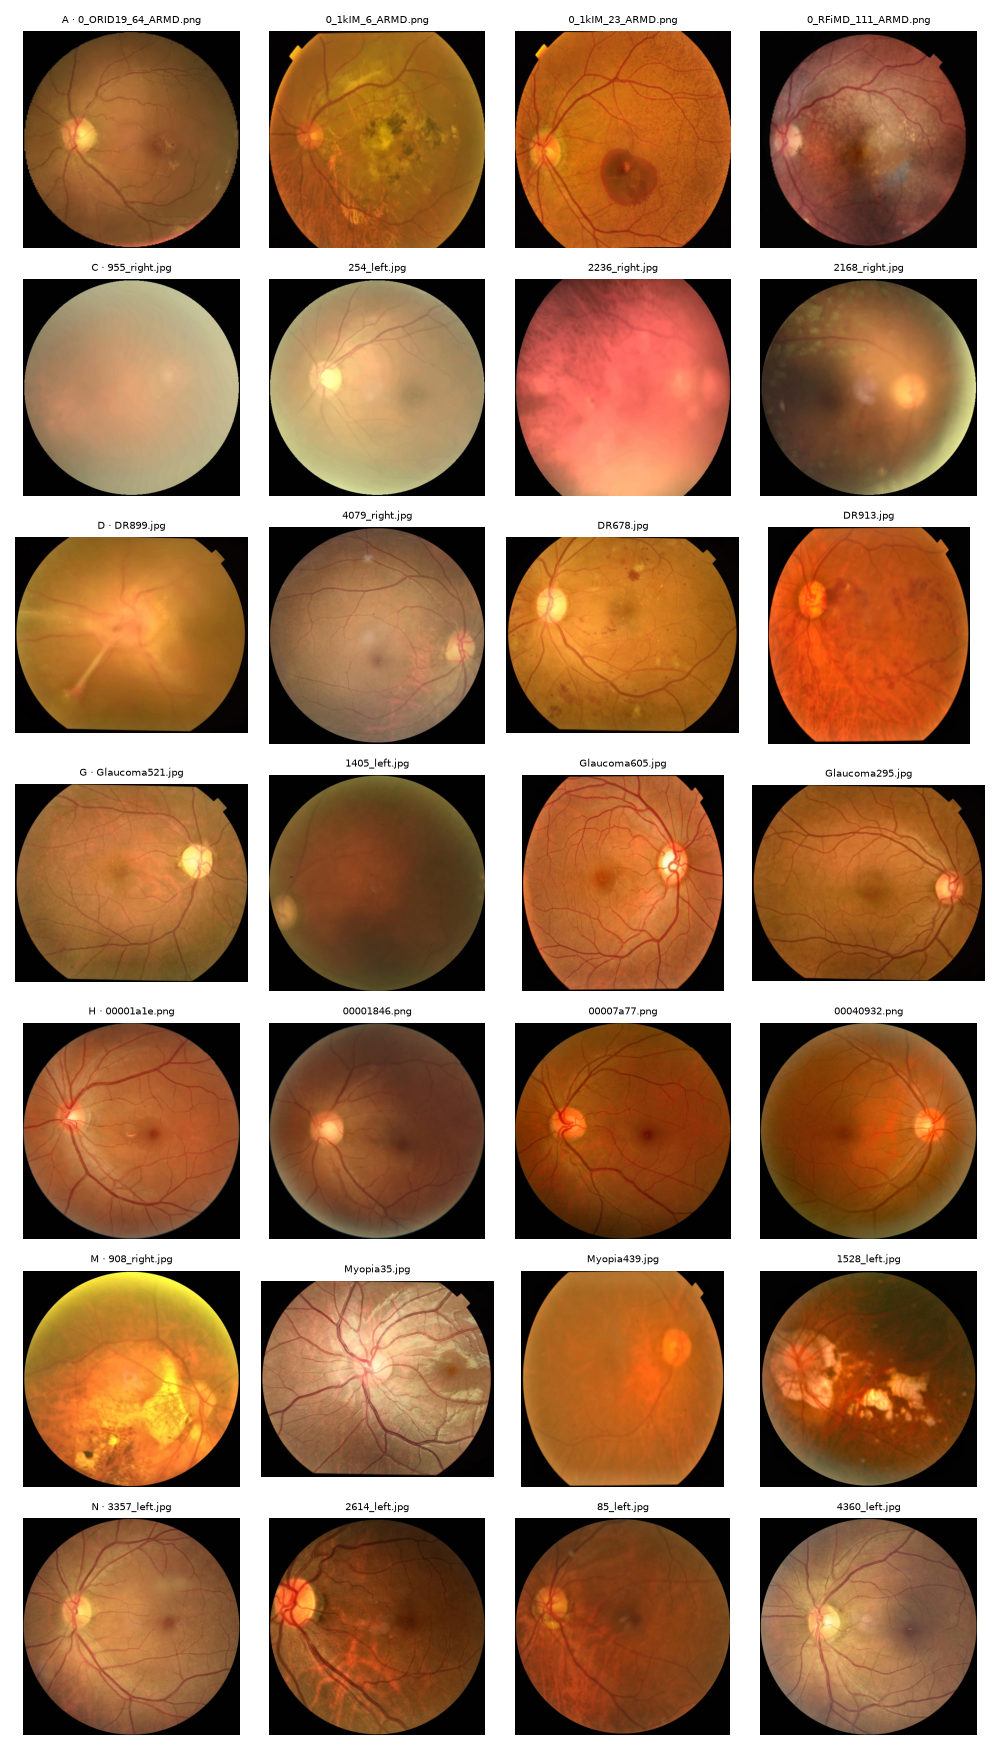 A · 0_ORID19_64_ARMD.png
0_1kIM_6_ARMD.png
0_1kIM_23_ARMD.png
0_RFiMD_111_ARMD.png
C · 955_right.jpg
254_left.jpg
2236_right.jpg
2168_right.jpg
D · DR899.jpg
4079_right.jpg
DR678.jpg
DR913.jpg
G · Glaucoma521.jpg
1405_left.jpg
Glaucoma605.jpg
Glaucoma295.jpg
H · 00001a1e.png
00001846.png
00007a77.png
00040932.png
M · 908_right.jpg
Myopia35.jpg
Myopia439.jpg
1528_left.jpg
N · 3357_left.jpg
2614_left.jpg
85_left.jpg
4360_left.jpg